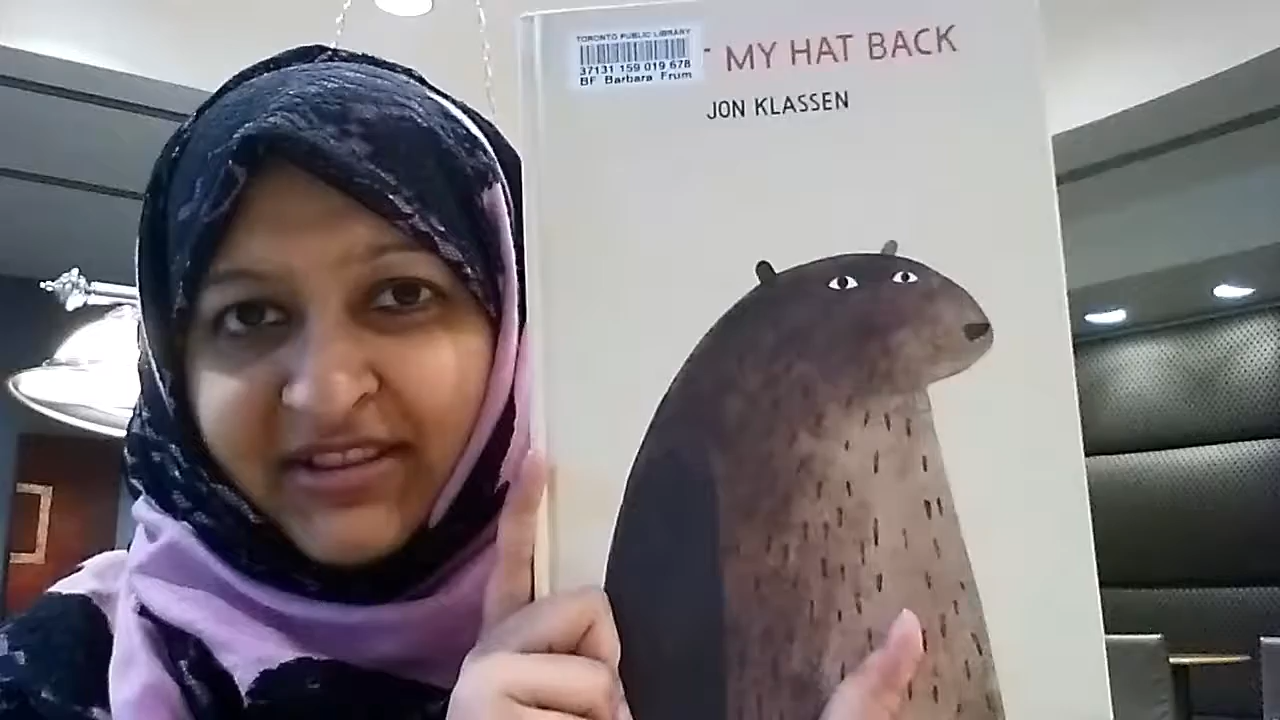 TORONTO PUBLIC LIBRARY
37131 159 019 678
BF Barbara Frum
MY HAT BACK
JON KLASSEN